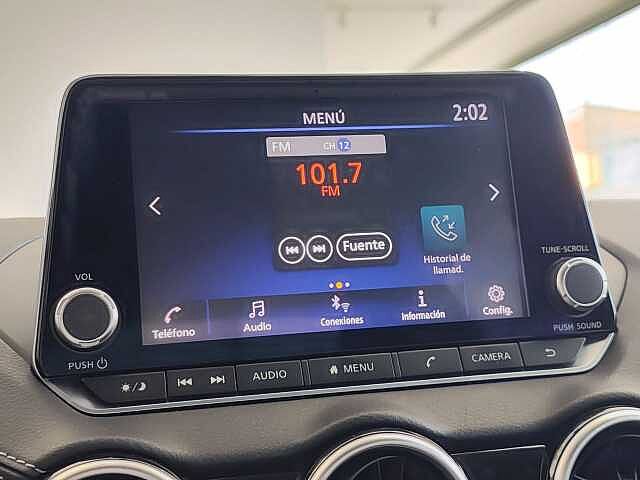 MENÚ
2:02
FM CH 12
101.7
FM
Fuente
Historial de
llamad.
Teléfono
Audio
Conexiones
Información
Config.
VOL
PUSH
TUNE·SCROLL
PUSH SOUND
AUDIO
MENU
CAMERA